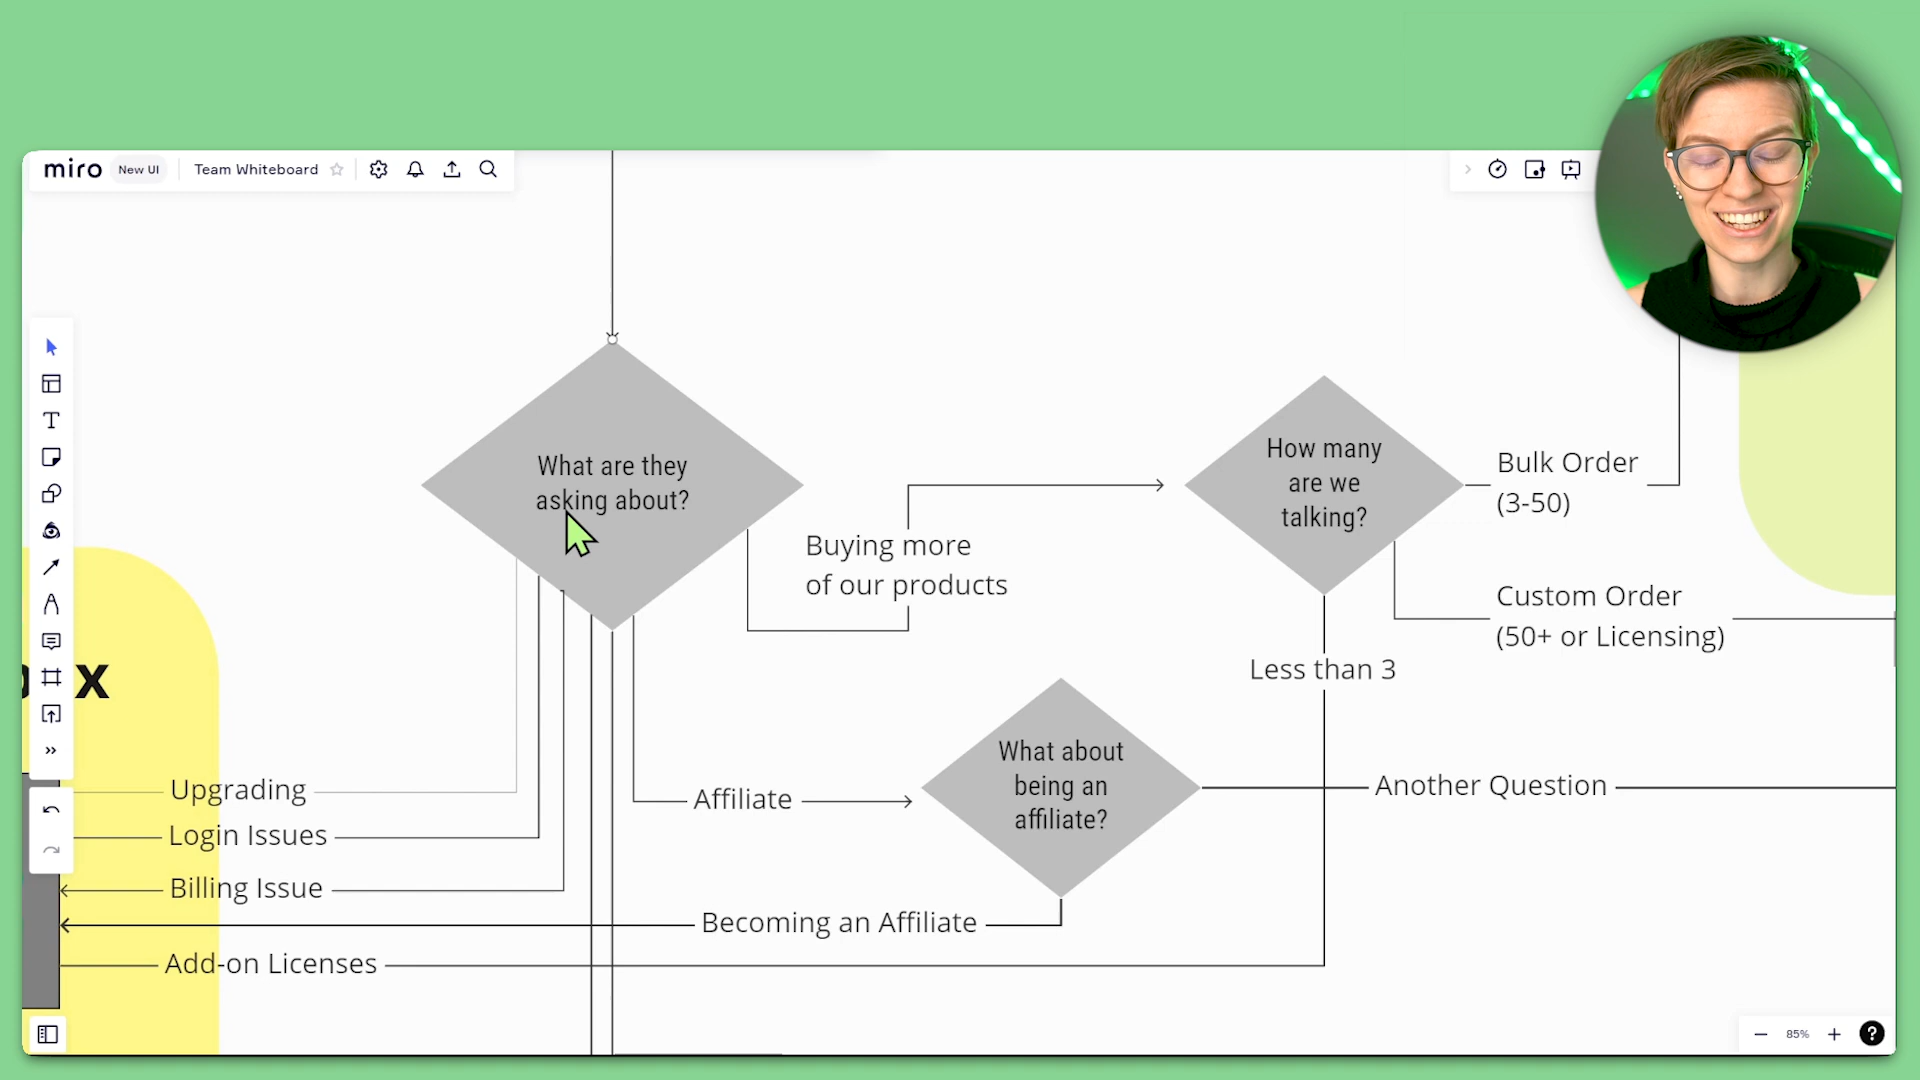 miro
New UI
Team Whiteboard
What are they
asking about?
How many
are we
talking?
Bulk Order
(3-50)
Buying more
of our products
Custom Order
(50+ or Licensing)
Less than 3
x
What about
being an
affiliate?
Upgrading
Affiliate
Another Question
Login Issues
Billing Issue
Becoming an Affiliate
Add-on Licenses
85%
?